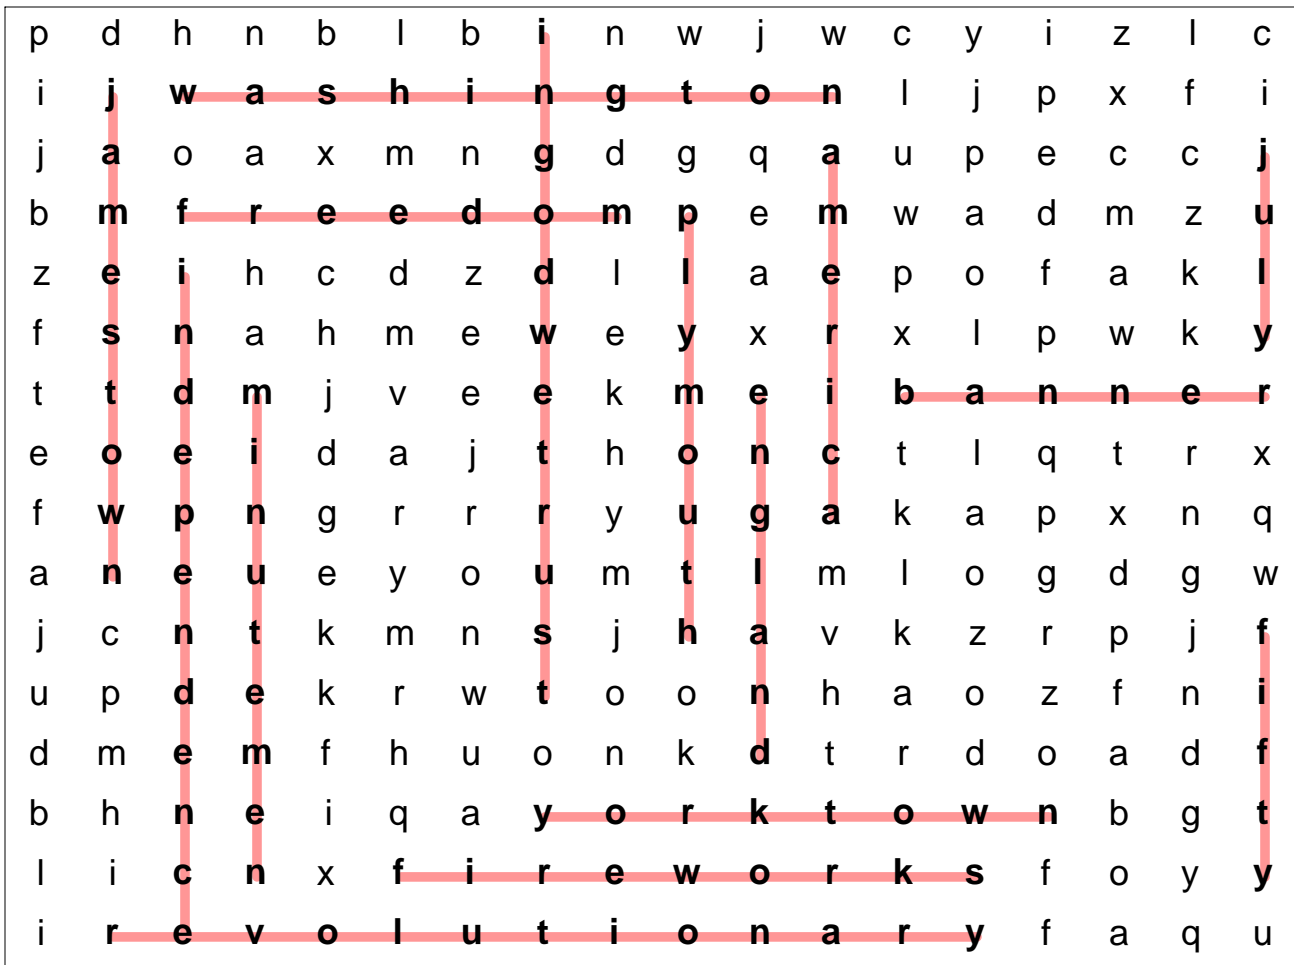 p d h n b l b i n w j w c y i z l c
i j w a s h i n g t o n l j p x f i
j a o a x m n g d g q a u p e c c j
b m f r e e d o m p e m w a d m z u
z e i h c d z d l l a e p o f a k l
f s n a h m e w e y x r x l p w k y
t t d m j v e e k m e i b a n n e r
e o e i d a j t h o n c t l q t r x
f w p n g r r r y u g a k a p x n q
a n e u e y o u m t l m l o g d g w
j c n t k m n s j h a v k z r p j f
u p d e k r w t o o n h a o z f n i
d m e m f h u o n k d t r d o a d f
b h n e i q a y o r k t o w n b g t
l i c n x f i r e w o r k s f o y y
i r e v o l u t i o n a r y f a q u